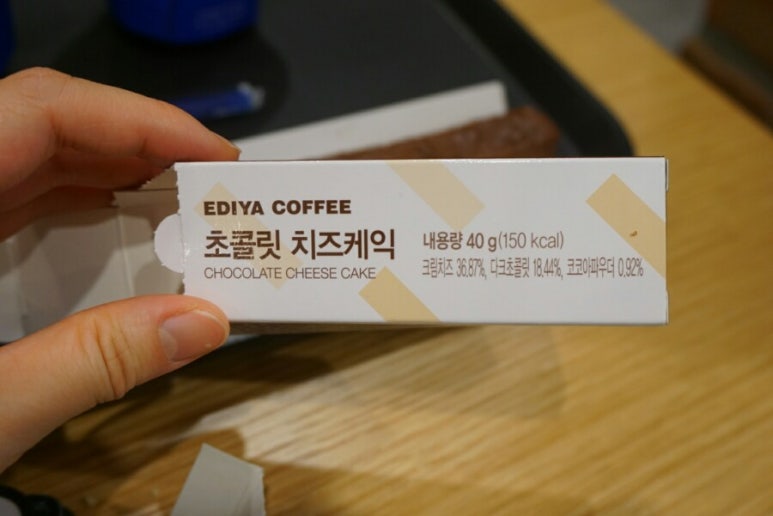 EDIYA COFFEE
초콜릿 치즈케익
CHOCOLATE CHEESE CAKE
내용량 40 g(150 kcal)
크림치즈 36.87%, 다크초콜릿 18.44%, 코코아파우더 0.92%